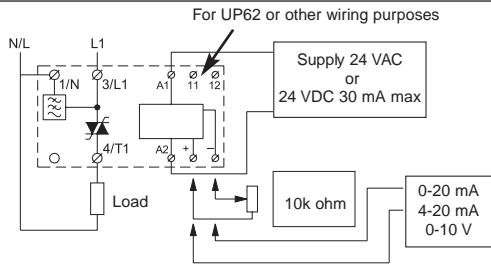 For UP62 or other wiring purposes
N/L
L1
Supply 24 VAC
or
24 VDC 30 mA max
1/N
3/L1
A1
11
12
4/T1
A2
+
–
Load
10k ohm
0-20 mA
4-20 mA
0-10 V